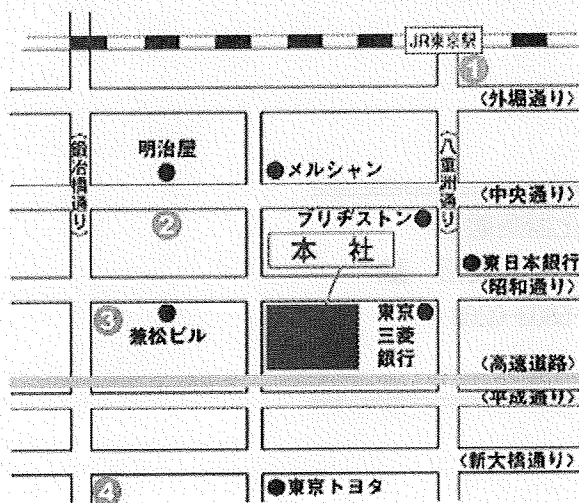 JR東京駅
1
〈外堀通り〉
明治屋
メルシャン
〈鍛冶橋通り〉
〈八重洲通り〉
〈中央通り〉
2
ブリヂストン
本社
東日本銀行
〈昭和通り〉
3
兼松ビル
東京
三菱
銀行
〈高速道路〉
〈平成通り〉
〈新大橋通り〉
4
東京トヨタ